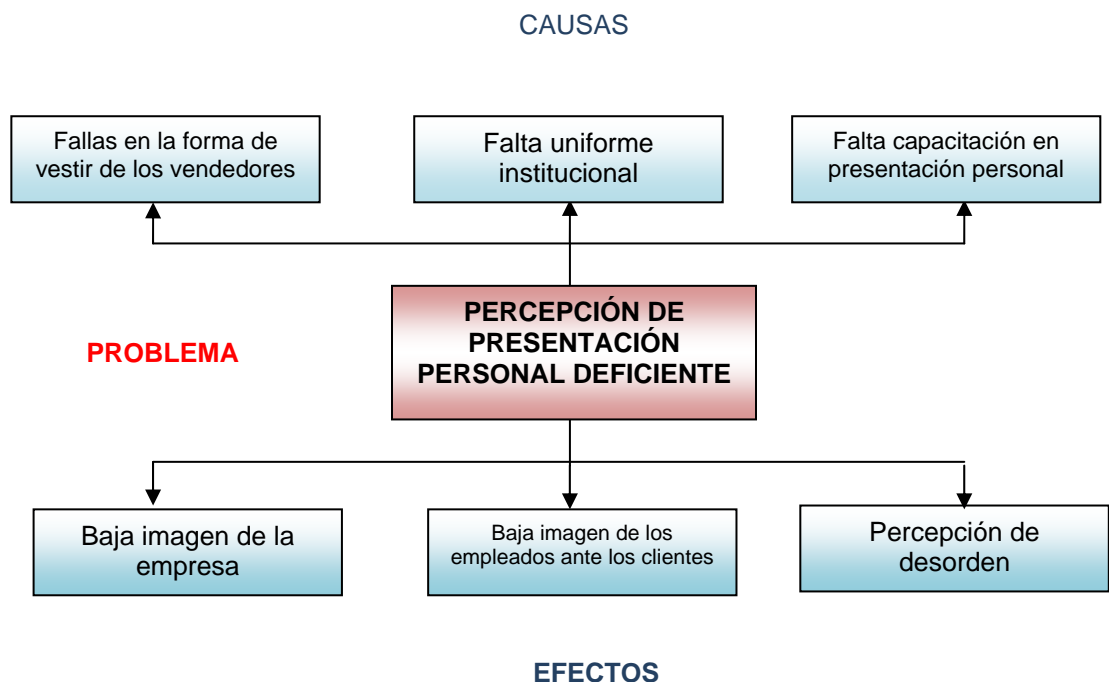 CAUSAS
Fallas en la forma de
vestir de los vendedores
Falta uniforme
institucional
Falta capacitación en
presentación personal
PROBLEMA
PERCEPCIÓN DE
PRESENTACIÓN
PERSONAL DEFICIENTE
Baja imagen de la
empresa
Baja imagen de los
empleados ante los clientes
Percepción de
desorden
EFECTOS